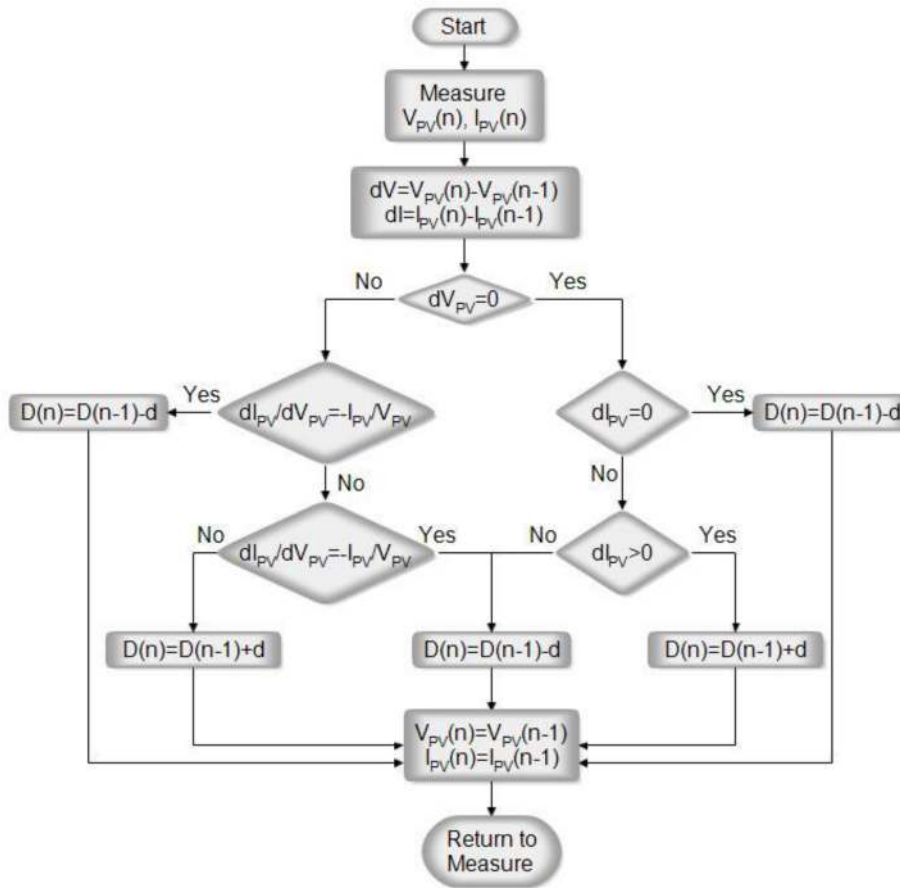 Start
Measure
V_PV(n), I_PV(n)
dV=V_PV(n)-V_PV(n-1)
dI=I_PV(n)-I_PV(n-1)
No
Yes
dV_PV=0
Yes
dI_PV/dV_PV=-I_PV/V_PV
dI_PV=0
Yes
D(n)=D(n-1)-d
D(n)=D(n-1)-d
No
No
No
dI_PV/dV_PV=-I_PV/V_PV
Yes
No
dI_PV>0
Yes
D(n)=D(n-1)+d
D(n)=D(n-1)-d
D(n)=D(n-1)+d
V_PV(n)=V_PV(n-1)
I_PV(n)=I_PV(n-1)
Return to
Measure